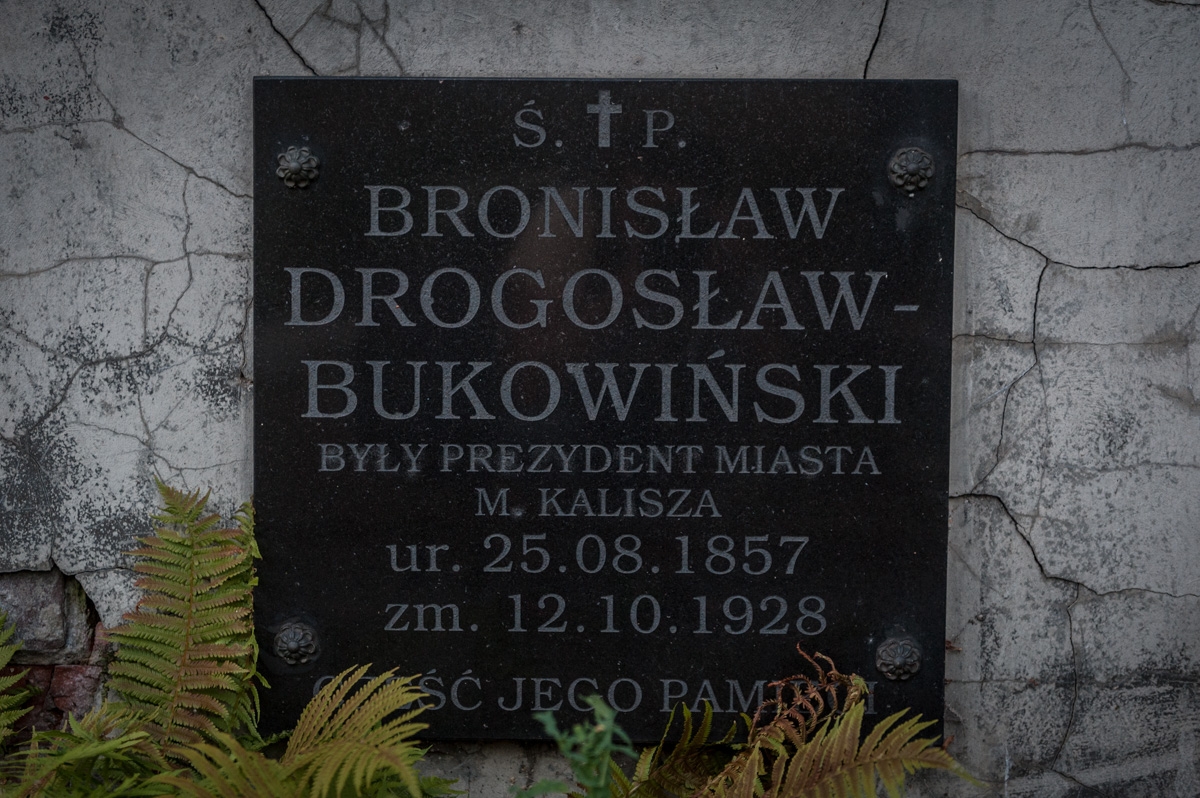 Ś. ✝ P.
BRONISŁAW
DROGOSŁAW-
BUKOWIŃSKI
BYŁY PREZYDENT MIASTA
M. KALISZA
ur. 25.08.1857
zm. 12.10.1928
JEGO